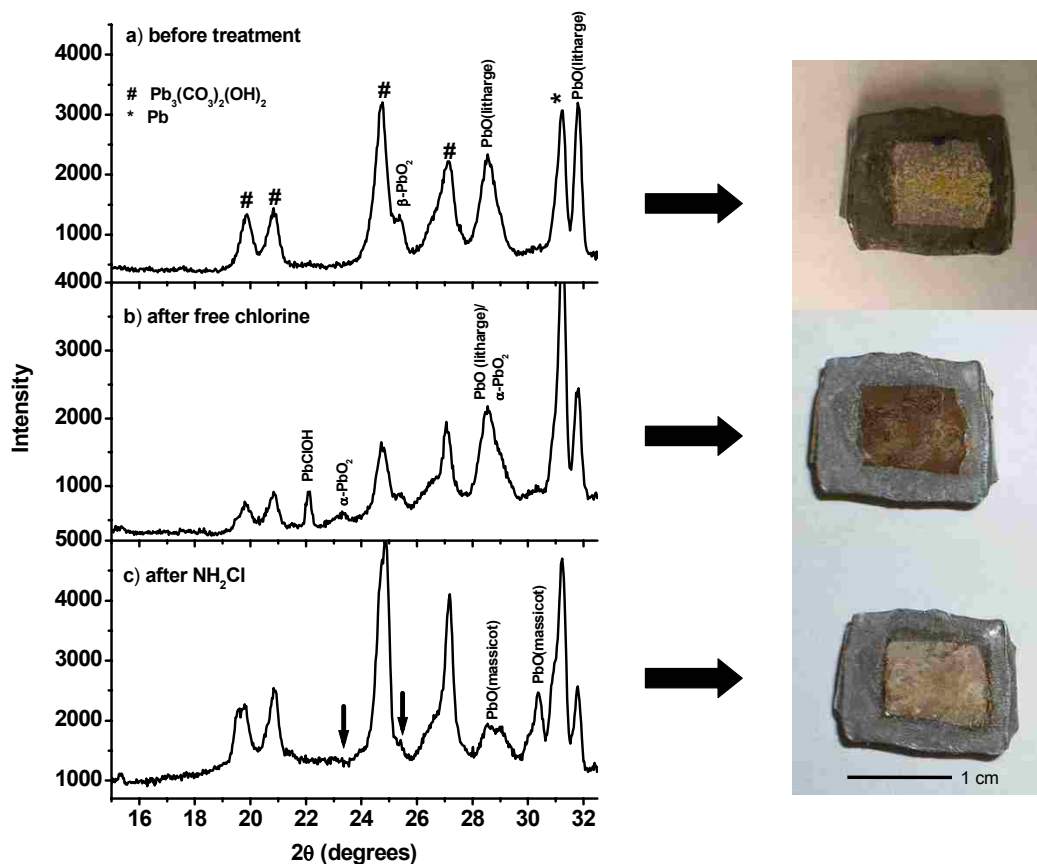 a) before treatment
# Pb₃(CO₃)₂(OH)₂
* Pb
#
#
#
β-PbO₂
#
PbO(litharge)
*
PbO(litharge)
4000
3000
2000
1000
4000
b) after free chlorine
PbClOH
α-PbO₂
PbO (litharge)/
α-PbO₂
3000
2000
1000
5000
c) after NH₂Cl
PbO(massicot)
PbO(massicot)
4000
3000
2000
1000
Intensity
16 18 20 22 24 26 28 30 32
2θ (degrees)
1 cm